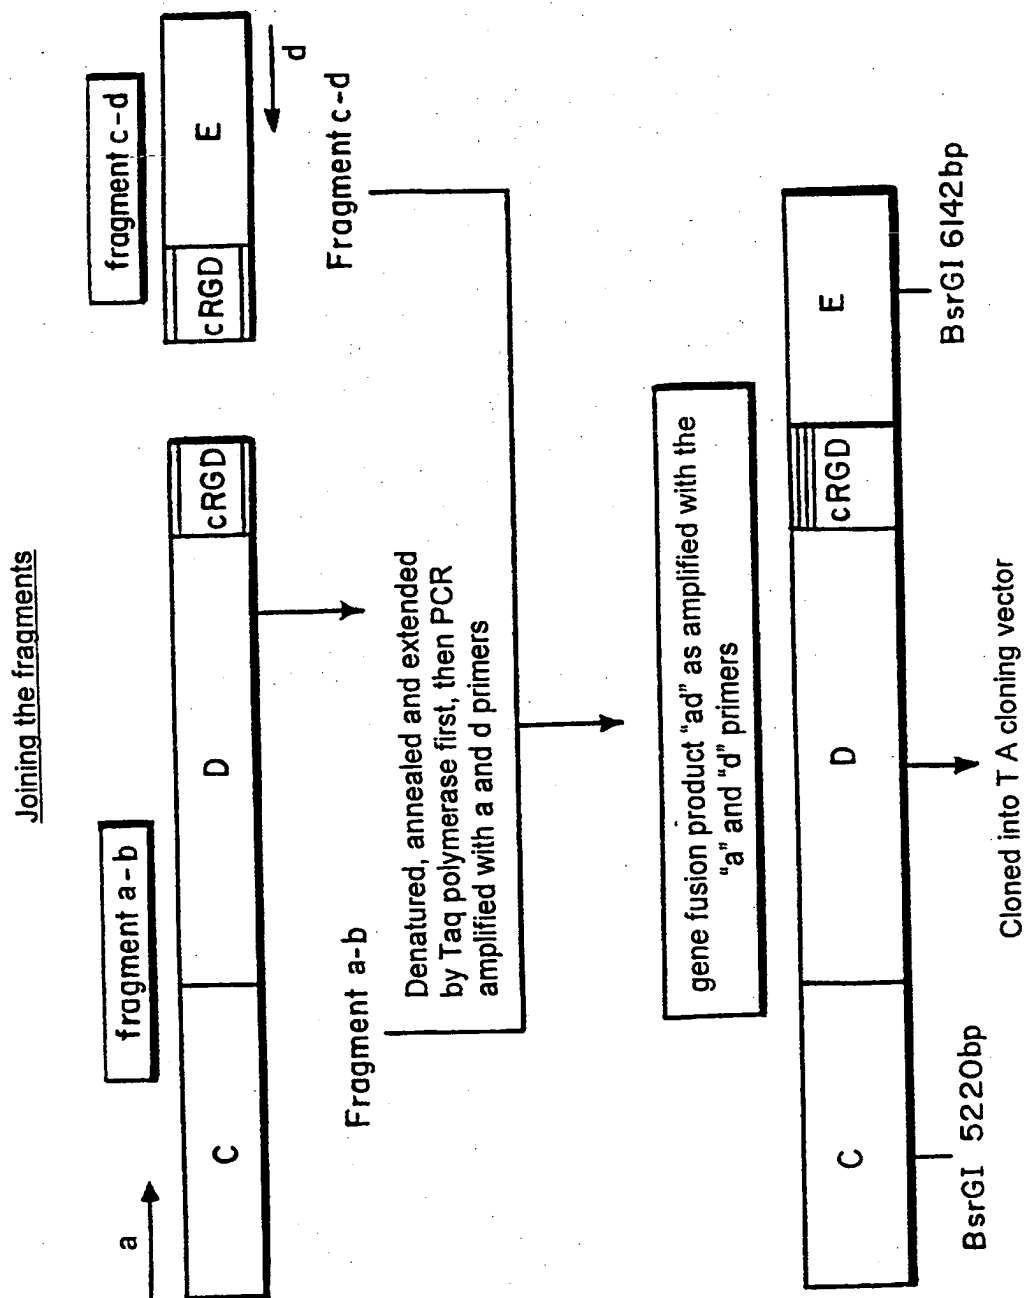 Joining the fragments
fragment a-b
fragment c-d
a
C
D
cRGD
cRGD
E
d
Fragment a-b
Fragment c-d
Denatured, annealed and extended
by Taq polymerase first, then PCR
amplified with a and d primers
gene fusion product "ad" as amplified with the
"a" and "d" primers
C
D
cRGD
E
BsrGI 5220bp
BsrGI 6142bp
Cloned into T A cloning vector